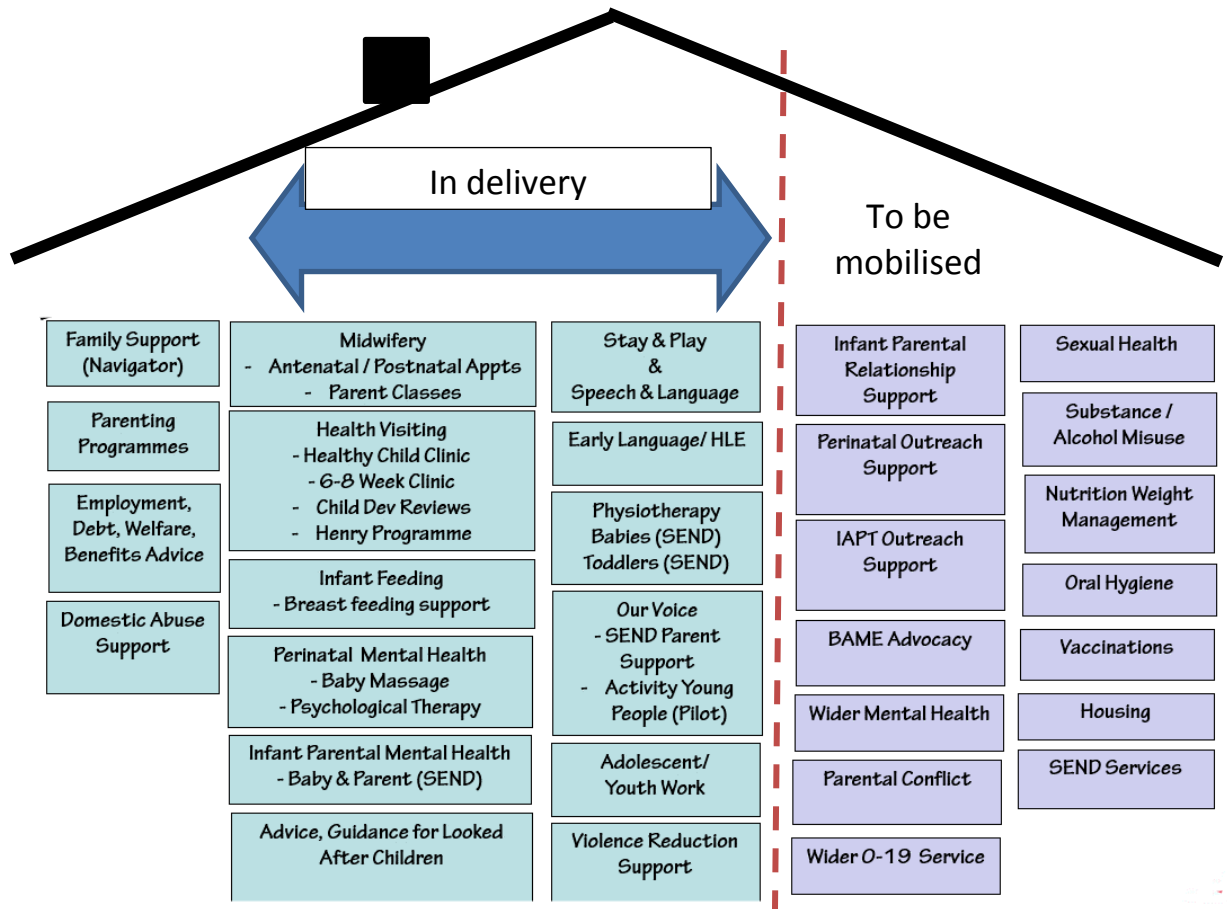 In delivery
To be
mobilised
Family Support
(Navigator)
Parenting
Programmes
Employment,
Debt, Welfare,
Benefits Advice
Domestic Abuse
Support
Midwifery
- Antenatal / Postnatal Appts
- Parent Classes
Health Visiting
- Healthy Child Clinic
- 6-8 Week Clinic
- Child Dev Reviews
- Henry Programme
Infant Feeding
- Breast feeding support
Perinatal Mental Health
- Baby Massage
- Psychological Therapy
Infant Parental Mental Health
- Baby & Parent (SEND)
Advice, Guidance for Looked
After Children
Stay & Play
&
Speech & Language
Early Language/ HLE
Physiotherapy
Babies (SEND)
Toddlers (SEND)
Our Voice
- SEND Parent
Support
- Activity Young
People (Pilot)
Adolescent/
Youth Work
Violence Reduction
Support
Infant Parental
Relationship
Support
Perinatal Outreach
Support
IAPT Outreach
Support
BAME Advocacy
Wider Mental Health
Parental Conflict
Wider 0-19 Service
Sexual Health
Substance /
Alcohol Misuse
Nutrition Weight
Management
Oral Hygiene
Vaccinations
Housing
SEND Services